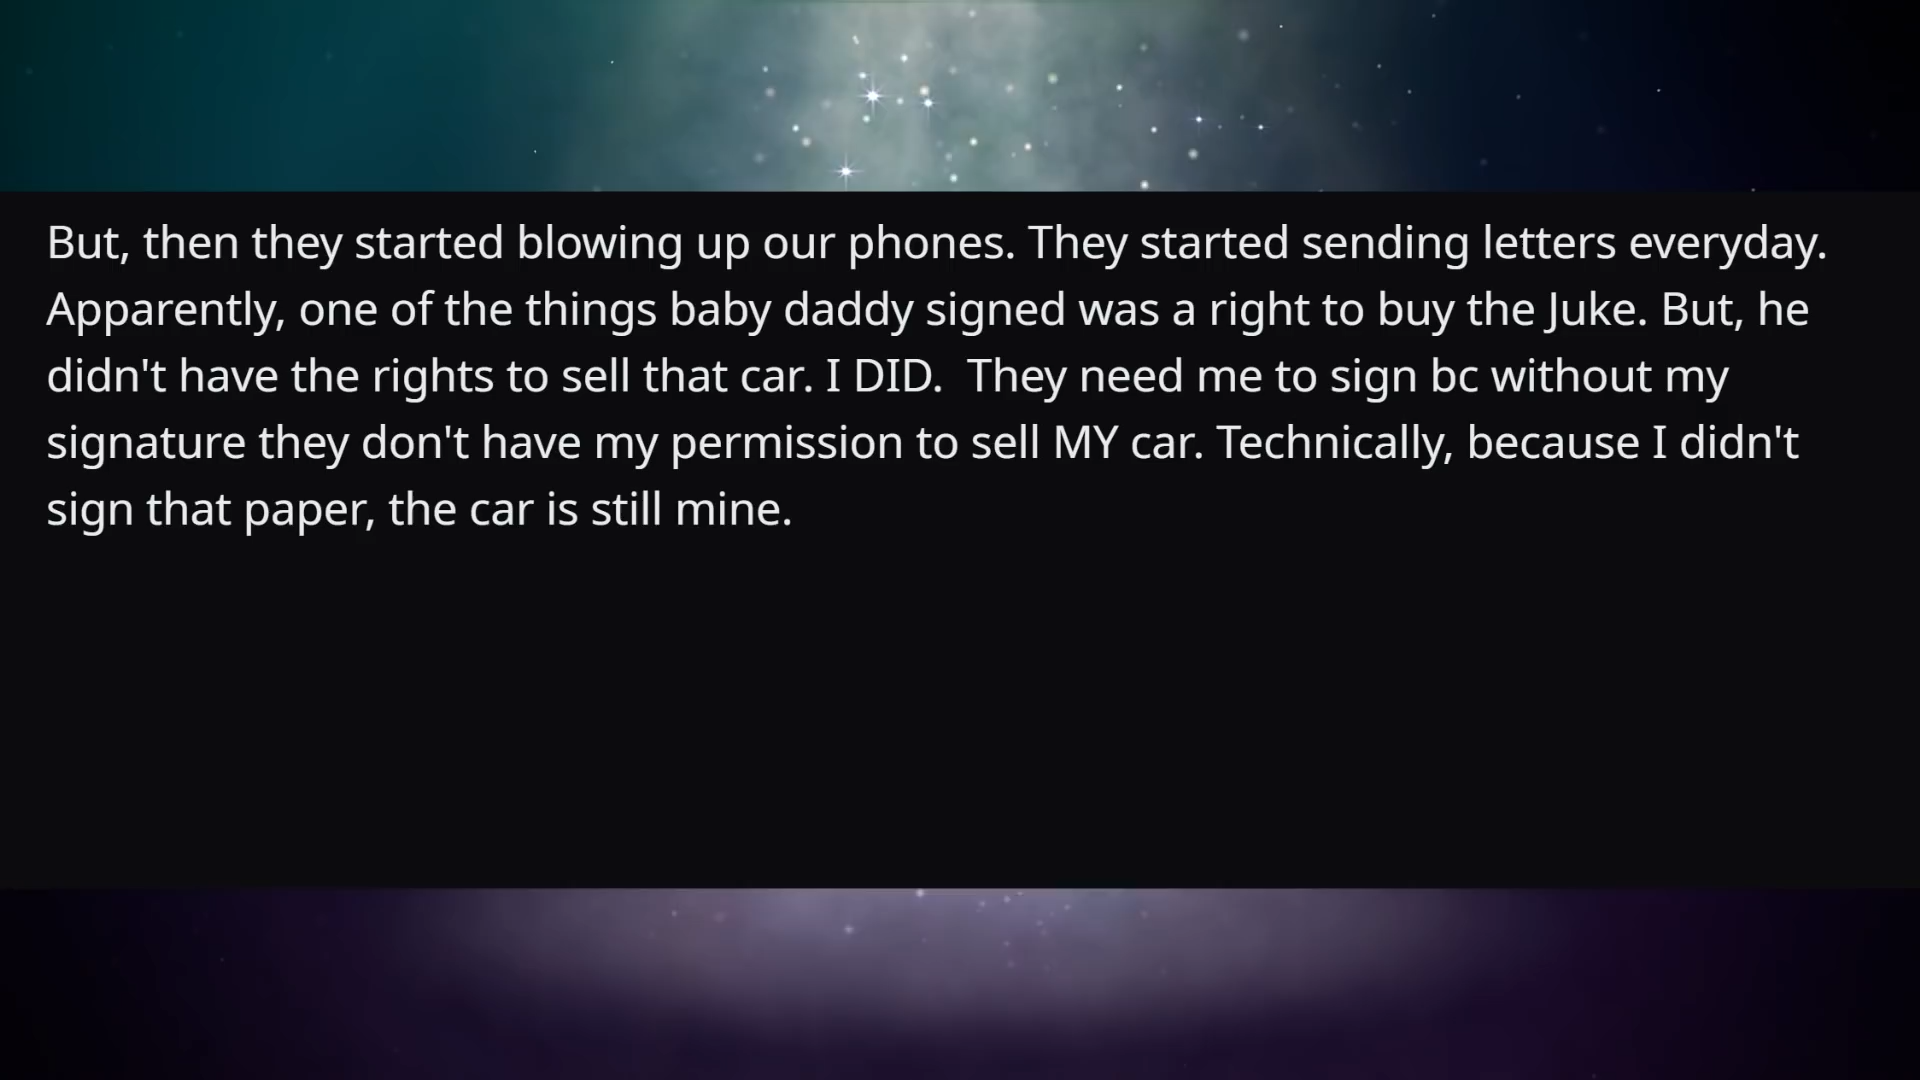 But, then they started blowing up our phones. They started sending letters everyday.
Apparently, one of the things baby daddy signed was a right to buy the Juke. But, he
didn't have the rights to sell that car. I DID.  They need me to sign bc without my
signature they don't have my permission to sell MY car. Technically, because I didn't
sign that paper, the car is still mine.